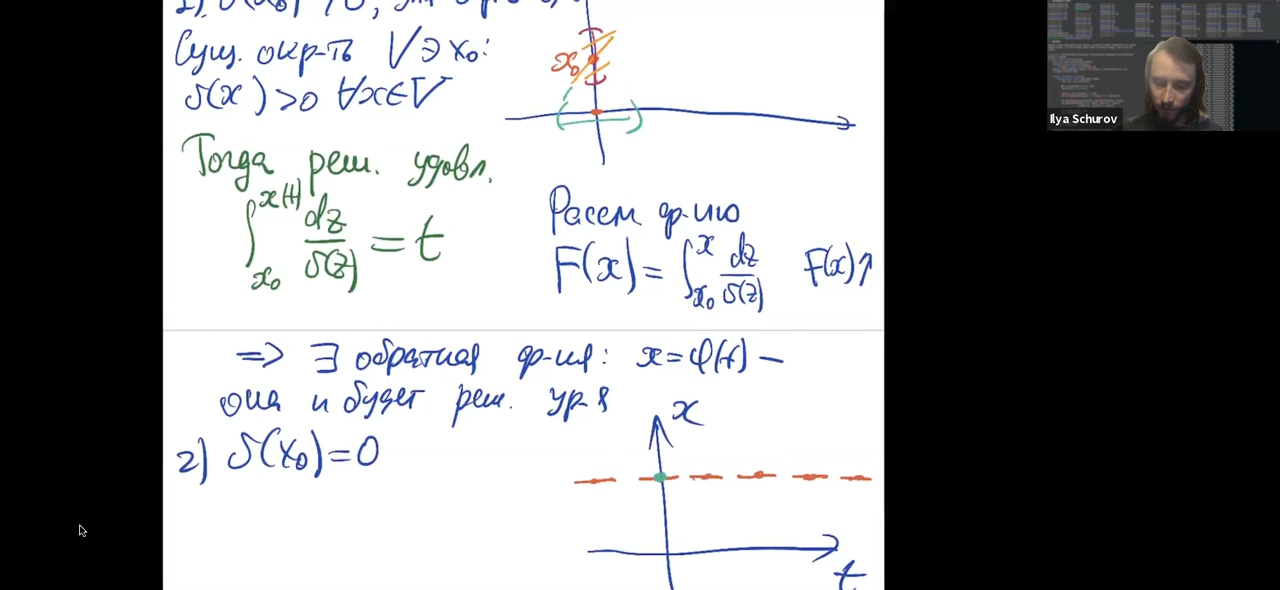 Сущ. окр-ть V∋x₀:
v(x)>0 ∀x∈V
x₀
Тогда реш. удовл.
∫_{x₀}^{x(t)} dz/v(z) = t
Рассм ф-ию
F(x) = ∫_{x₀}^{x} dz/v(z) F(x)↑
⇒ ∃ обратная ф-ия: x=φ(t) –
она и будет реш. ур-я
2) v(x₀)=0
x
t
Ilya Schurov